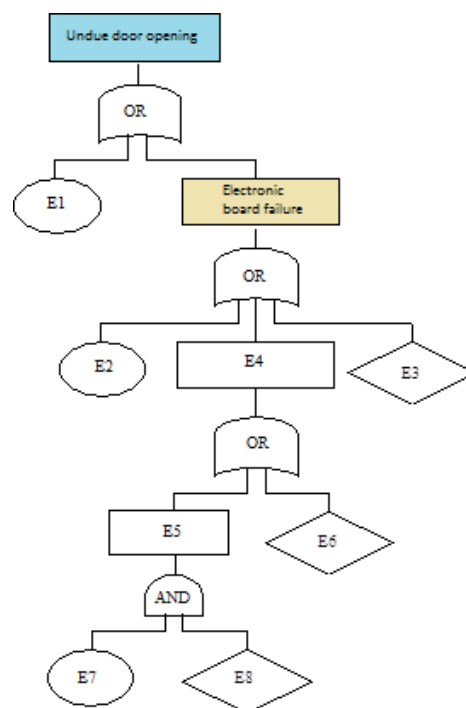 Undue door opening
OR
E1
Electronic
board failure
OR
E2
E4
E3
OR
E5
E6
AND
E7
E8